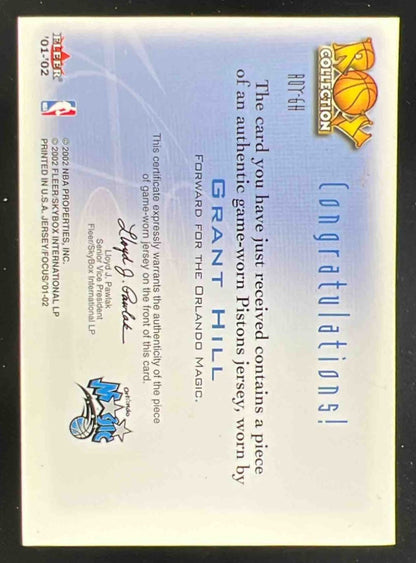 ROY
COLLECTION
ROY-GH
Congratulations!
The card you have just received contains a piece
of an authentic game-worn Pistons jersey, worn by
GRANT HILL
FORWARD FOR THE ORLANDO MAGIC.
This certificate expressly warrants the authenticity of the piece
of game-worn jersey on the front of this card.
Lloyd J. Pawlak
Lloyd J. Pawlak
Senior Vice President
Fleer/SkyBox International LP
Orlando
MAGIC
FLEER
'01-'02
NBA
© 2002 NBA PROPERTIES, INC.
© 2002 FLEER/SKYBOX INTERNATIONAL LP
PRINTED IN U.S.A. JERSEY/FOCUS'01-02